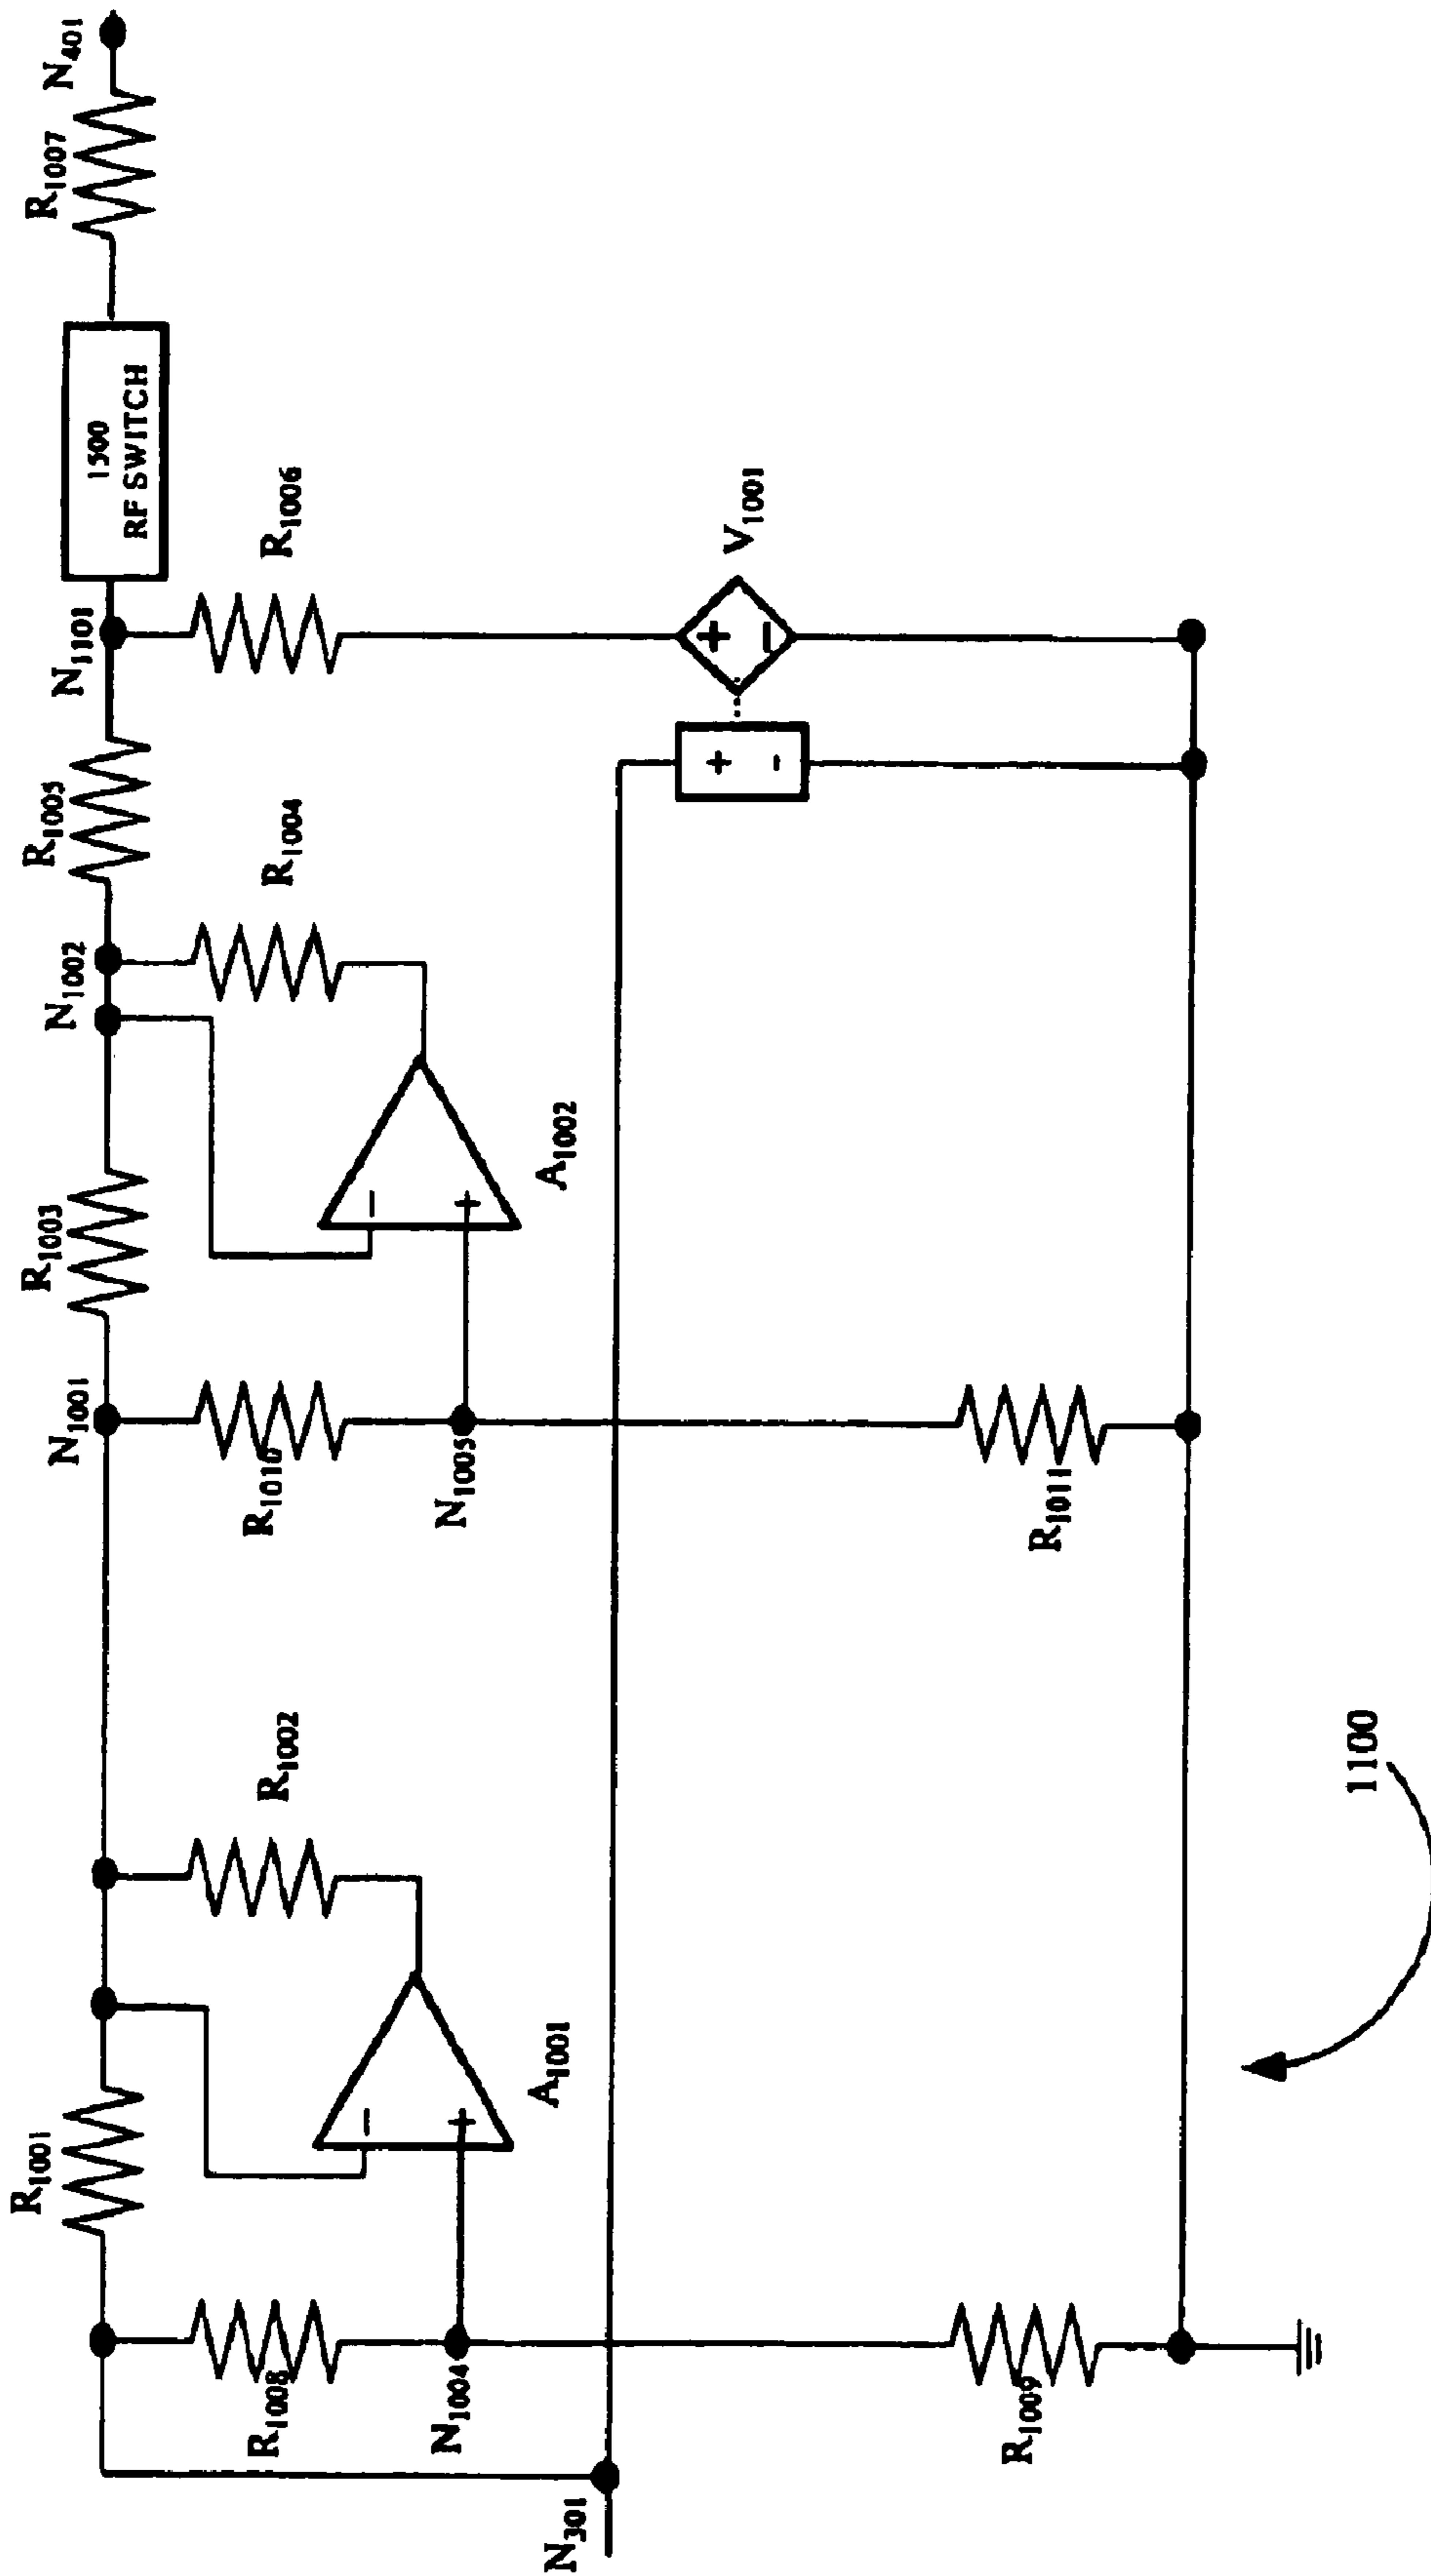 R1001
R1003
R1005
R1007
N401
N1001
N1002
N1101
1500
RF SWITCH
R1008
R1002
R1010
R1004
R1006
−
+
−
+
N1004
A1001
N1005
A1002
N301
+
-
+
−
V1001
R1009
R1011
1100